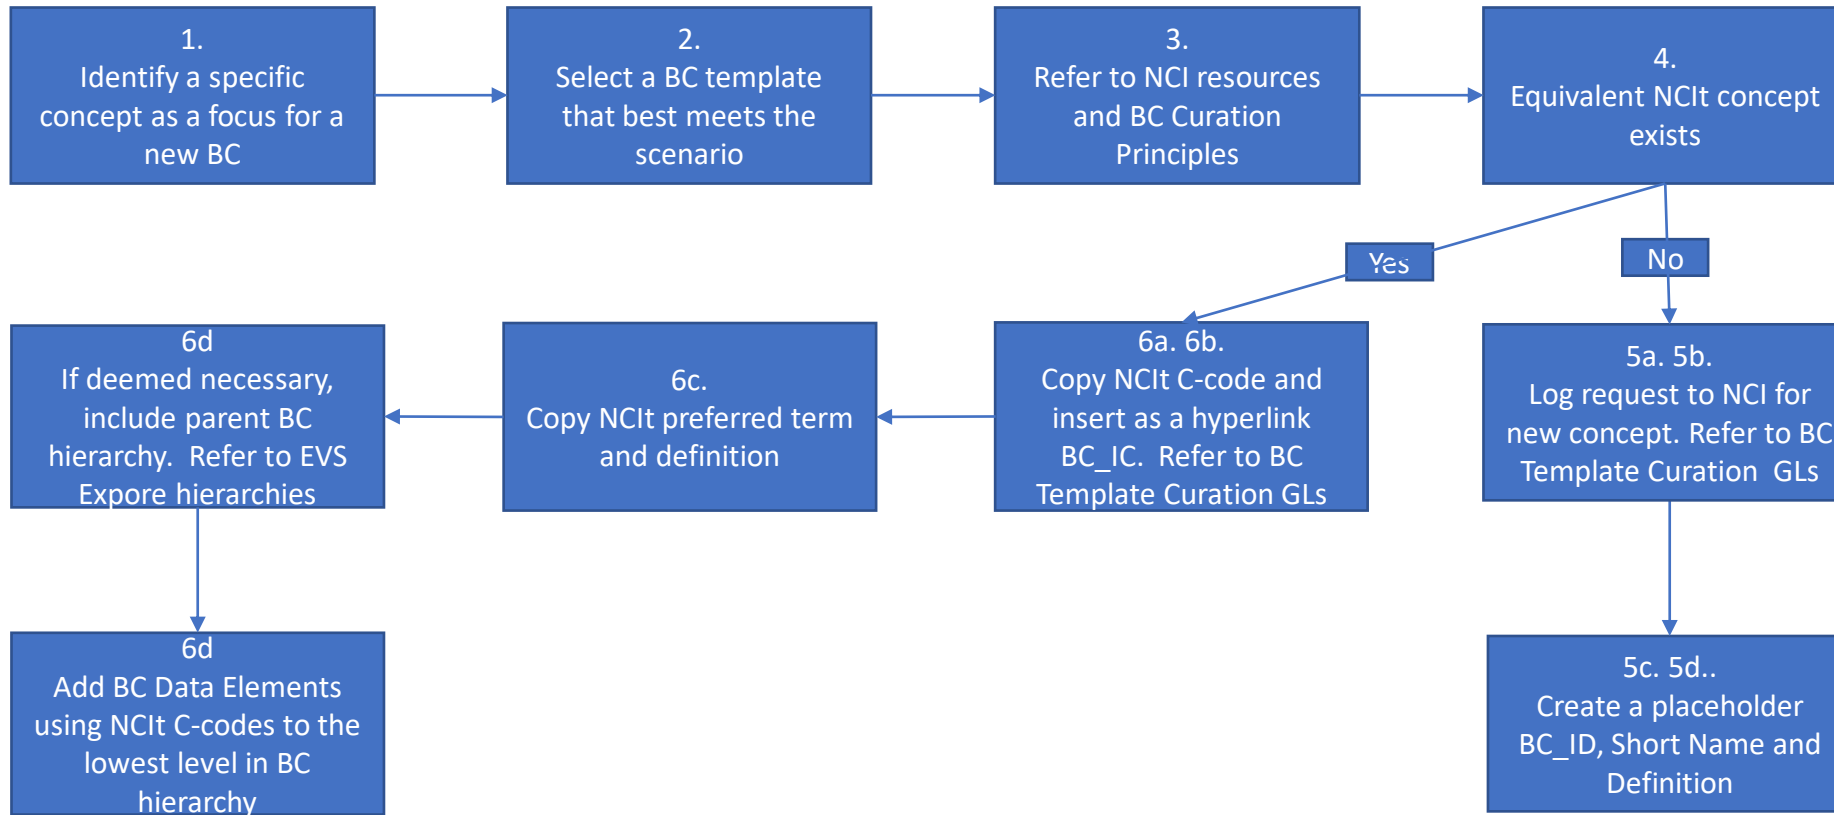 1.
Identify a specific
concept as a focus for a
new BC
2.
Select a BC template
that best meets the
scenario
3.
Refer to NCI resources
and BC Curation
Principles
4.
Equivalent NCIt concept
exists
Yes
No
6d
If deemed necessary,
include parent BC
hierarchy.  Refer to EVS
Expore hierarchies
6c.
Copy NCIt preferred term
and definition
6a. 6b.
Copy NCIt C-code and
insert as a hyperlink
BC_IC.  Refer to BC
Template Curation GLs
5a. 5b.
Log request to NCI for
new concept. Refer to BC
Template Curation  GLs
6d
Add BC Data Elements
using NCIt C-codes to the
lowest level in BC
hierarchy
5c. 5d..
Create a placeholder
BC_ID, Short Name and
Definition